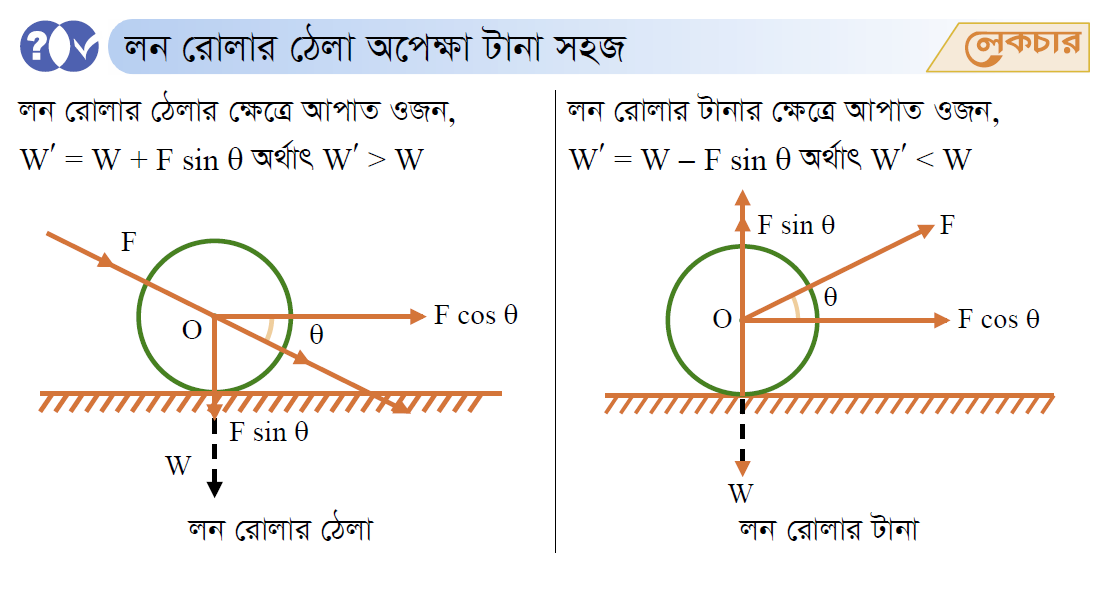 লন রোলার ঠেলা অপেক্ষা টানা সহজ
লেকচার
লন রোলার ঠেলার ক্ষেত্রে আপাত ওজন,
W′ = W + F sin θ অর্থাৎ W′ > W
F
O
F cos θ
θ
F sin θ
W
লন রোলার ঠেলা
লন রোলার টানার ক্ষেত্রে আপাত ওজন,
W′ = W – F sin θ অর্থাৎ W′ < W
F sin θ
F
θ
O
F cos θ
W
লন রোলার টানা